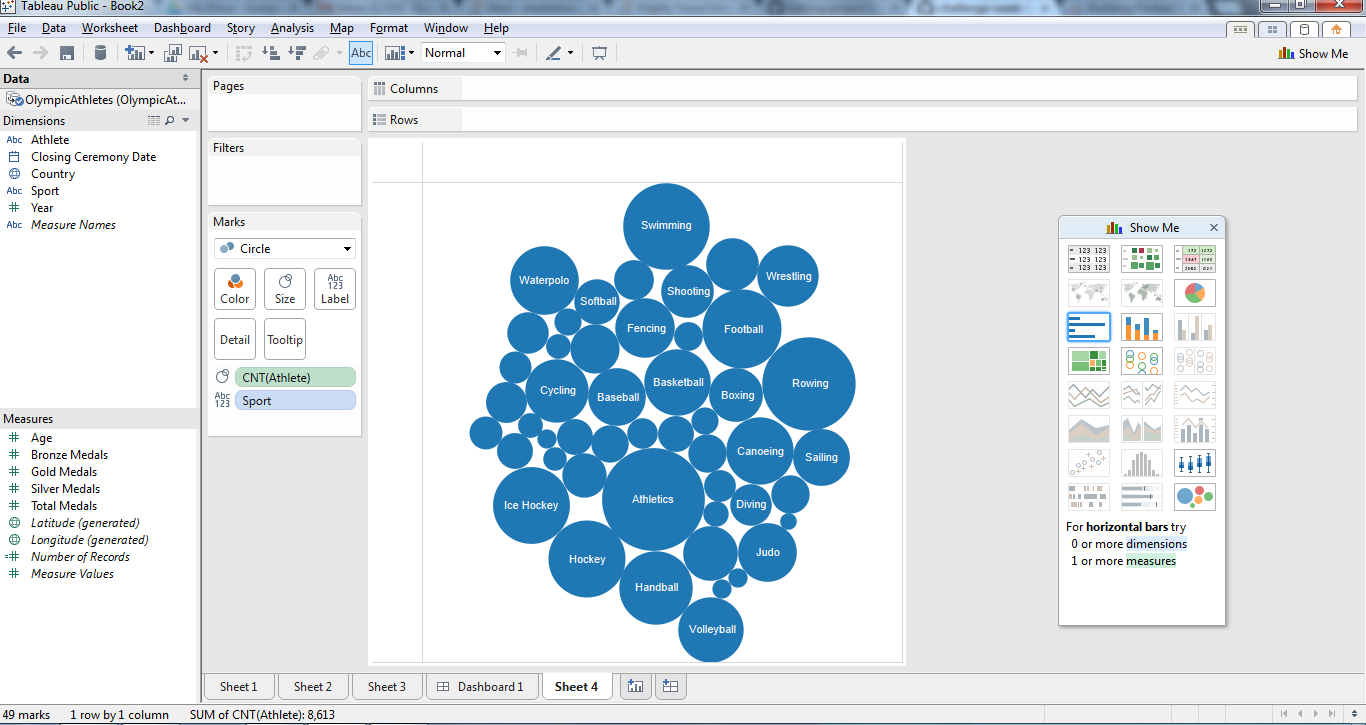 Tableau Public - Book2
File Data Worksheet Dashboard Story Analysis Map Format Window Help
Abc Normal Show Me
Data
OlympicAthletes (OlympicAt...
Dimensions
Abc Athlete
Closing Ceremony Date
Country
Abc Sport
Year
Abc Measure Names
Measures
Age
Bronze Medals
Gold Medals
Silver Medals
Total Medals
Latitude (generated)
Longitude (generated)
Number of Records
Measure Values
Pages
Filters
Marks
Circle
Color
Size
Abc
123
Label
Detail
Tooltip
CNT(Athlete)
Abc
123
Sport
Columns
Rows
Swimming
Waterpolo
Wrestling
Softball
Shooting
Fencing
Football
Cycling
Baseball
Basketball
Boxing
Rowing
Canoeing
Sailing
Ice Hockey
Athletics
Diving
Hockey
Handball
Judo
Volleyball
Show Me
For horizontal bars try
0 or more dimensions
1 or more measures
Sheet 1 Sheet 2 Sheet 3 Dashboard 1 Sheet 4
49 marks 1 row by 1 column SUM of CNT(Athlete): 8,613